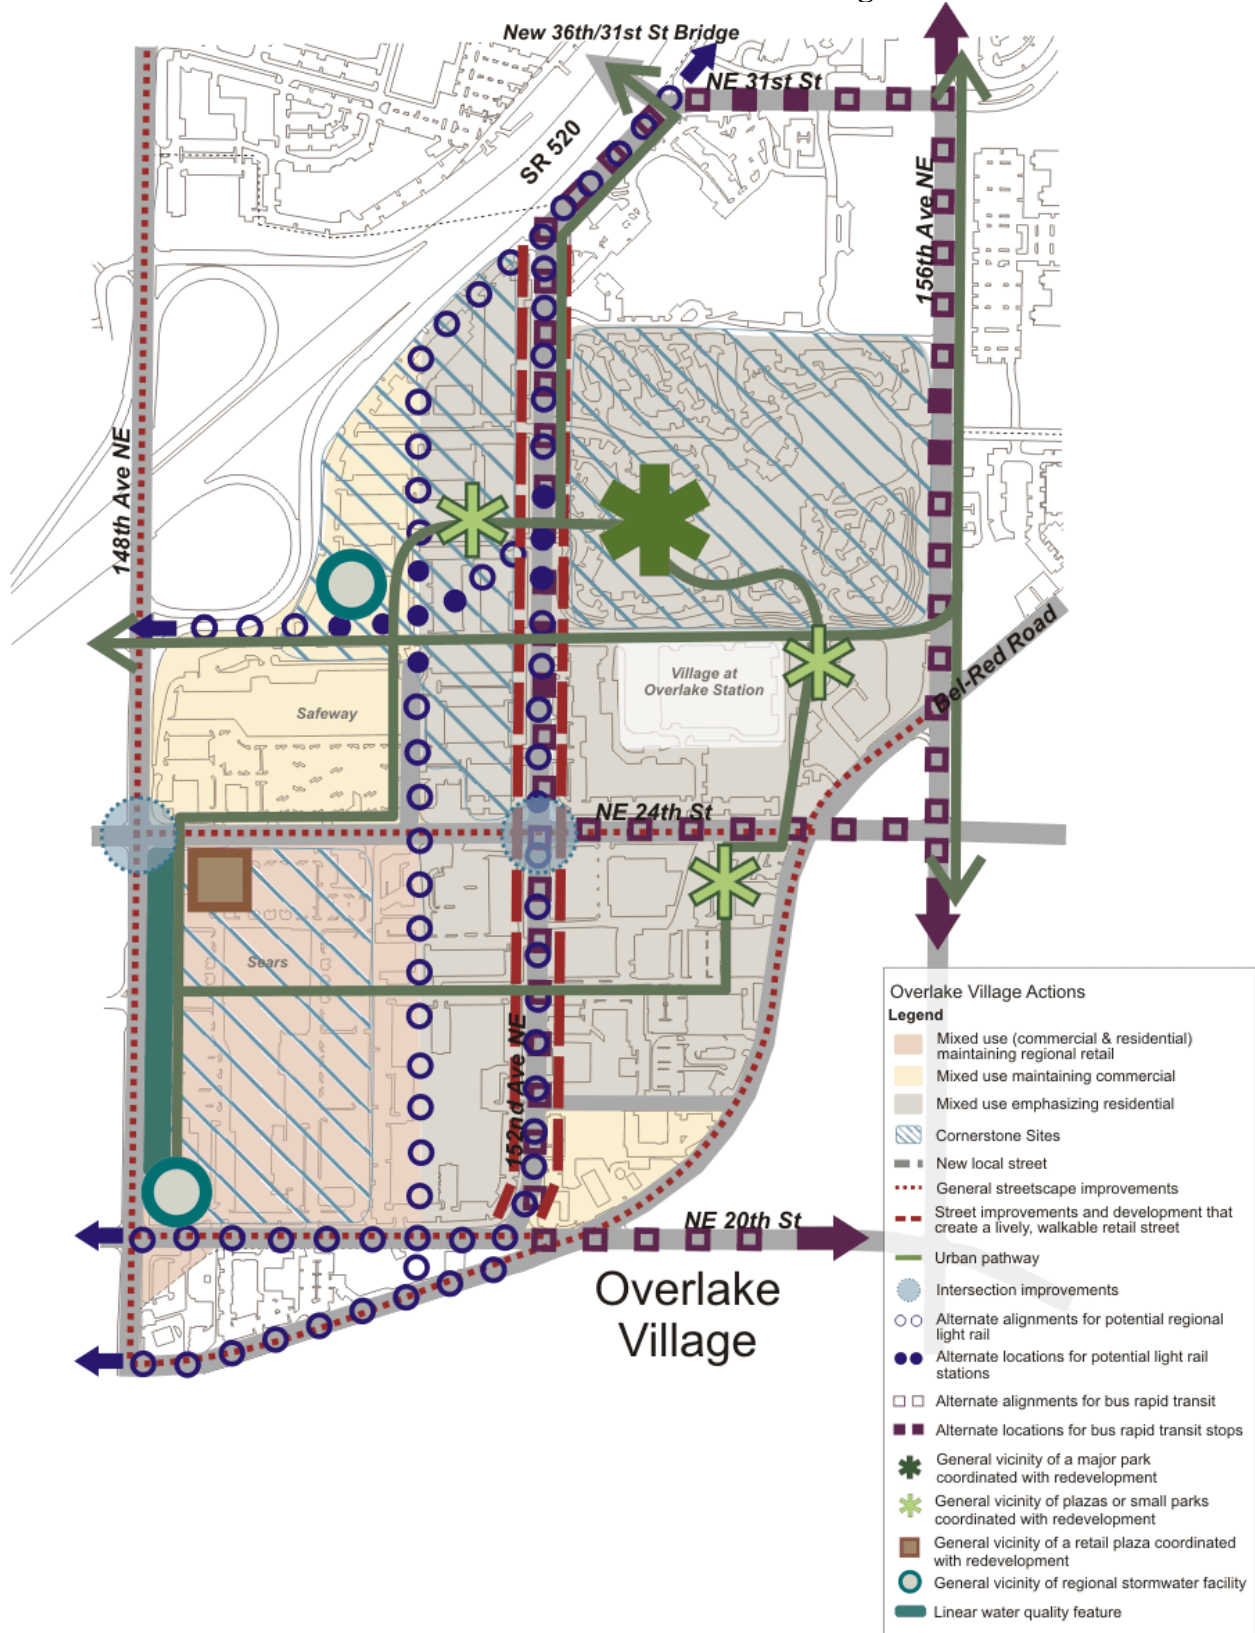 New 36th/31st St Bridge
NE 31st St
SR 520
156th Ave NE
148th Ave NE
Bel-Red Road
Village at
Overlake Station
Safeway
NE 24th St
Sears
152nd Ave NE
NE 20th St
Overlake
Village
Overlake Village Actions
Legend
Mixed use (commercial & residential)
maintaining regional retail
Mixed use maintaining commercial
Mixed use emphasizing residential
Cornerstone Sites
New local street
General streetscape improvements
Street improvements and development that
create a lively, walkable retail street
Urban pathway
Intersection improvements
Alternate alignments for potential regional
light rail
Alternate locations for potential light rail
stations
Alternate alignments for bus rapid transit
Alternate locations for bus rapid transit stops
General vicinity of a major park
coordinated with redevelopment
General vicinity of plazas or small parks
coordinated with redevelopment
General vicinity of a retail plaza coordinated
with redevelopment
General vicinity of regional stormwater facility
Linear water quality feature